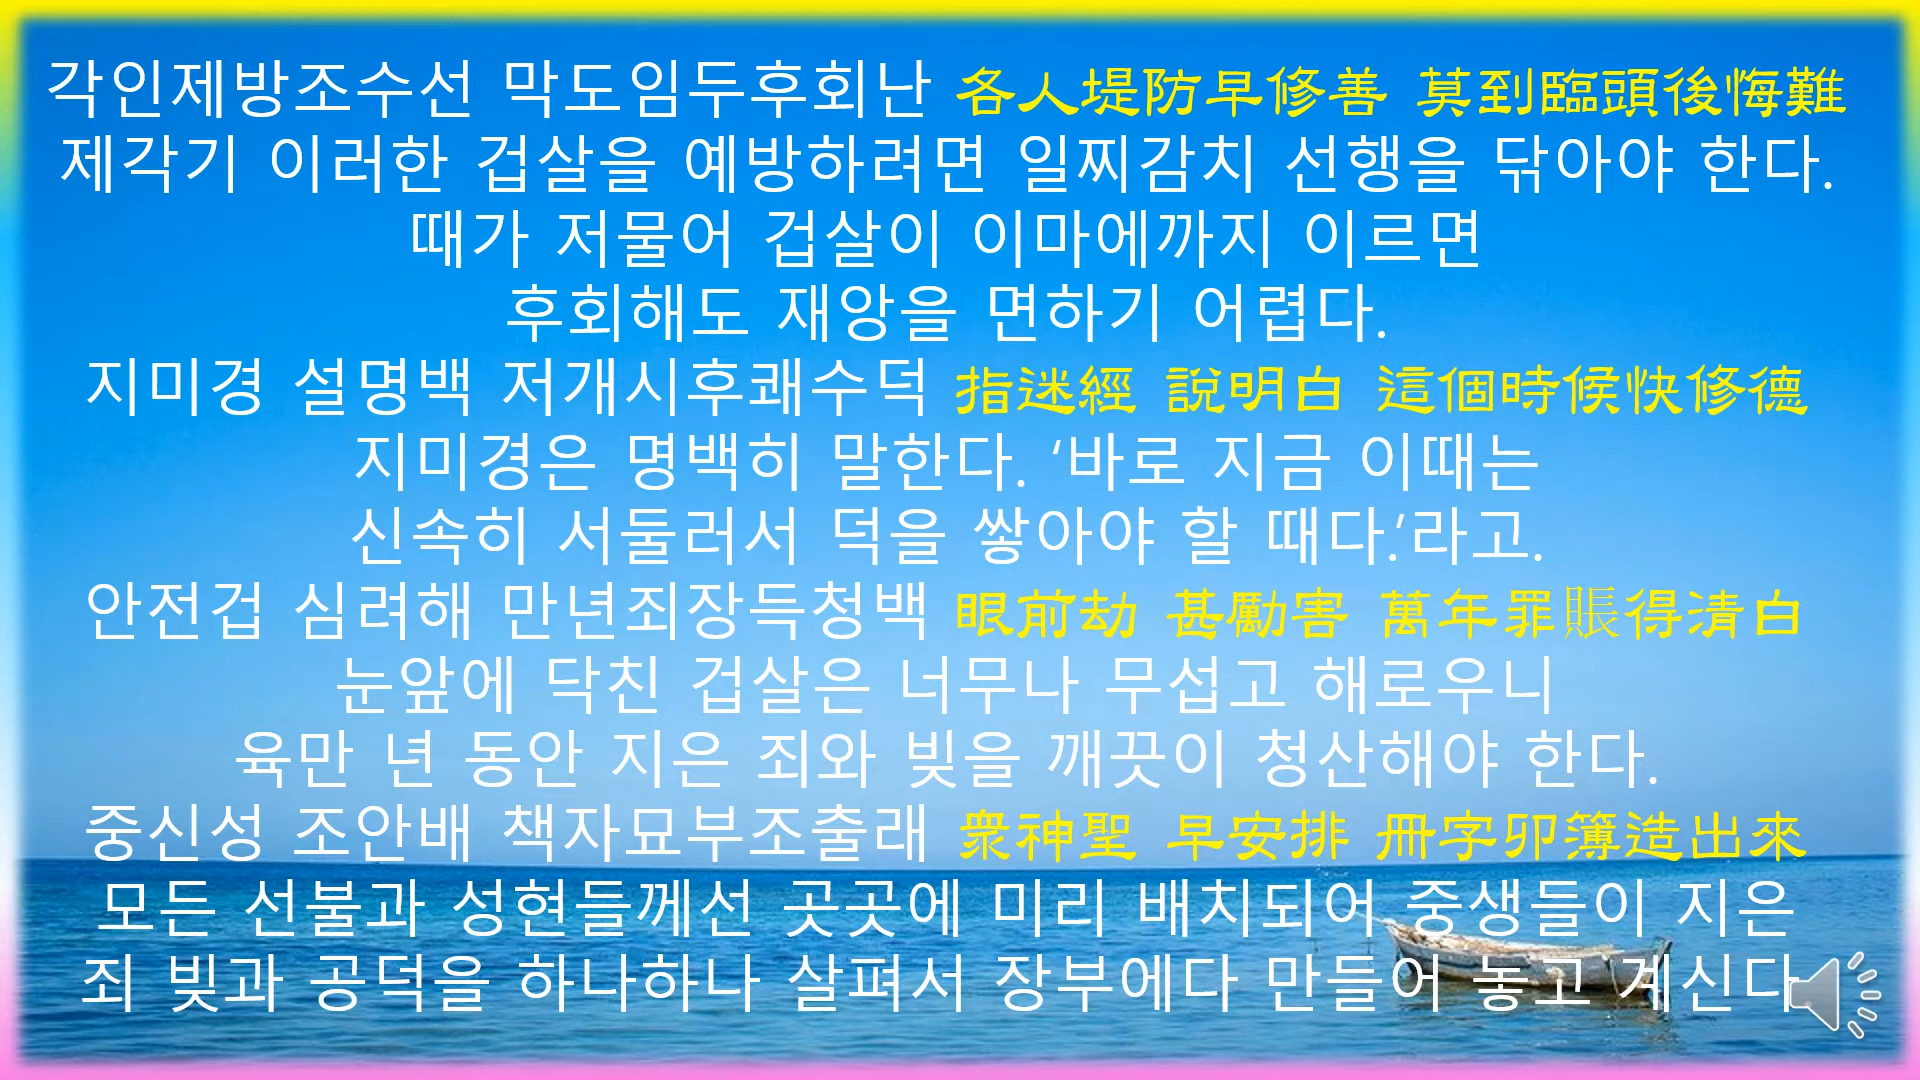 각인제방조수선 막도임두후회난 各人堤防早修善 莫到臨頭後悔難
제각기 이러한 겁살을 예방하려면 일찌감치 선행을 닦아야 한다.
때가 저물어 겁살이 이마에까지 이르면
후회해도 재앙을 면하기 어렵다.
지미경 설명백 저개시후쾌수덕 指迷經 說明白 這個時候快修德
지미경은 명백히 말한다. ‘바로 지금 이때는
신속히 서둘러서 덕을 쌓아야 할 때다.’라고.
안전겁 심려해 만년죄장득청백 眼前劫 甚勵害 萬年罪賬得清白
눈앞에 닥친 겁살은 너무나 무섭고 해로우니
육만 년 동안 지은 죄와 빚을 깨끗이 청산해야 한다.
중신성 조안배 책자묘부조출래 衆神聖 早安排 冊字卯簿造出來
모든 선불과 성현들께선 곳곳에 미리 배치되어 중생들이 지은
죄 빚과 공덕을 하나하나 살펴서 장부에다 만들어 놓고 계신다